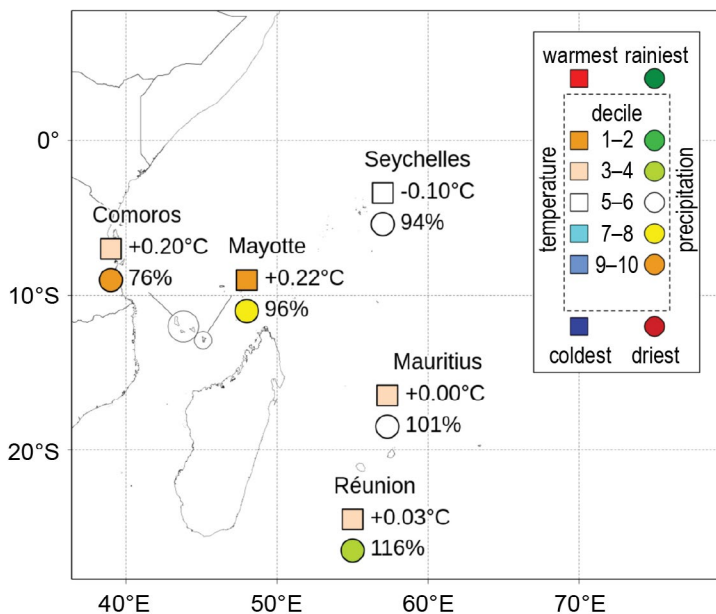 warmest rainiest
decile
1–2
3–4
5–6
7–8
9–10
temperature
precipitation
coldest driest
0°
10°S
20°S
40°E 50°E 60°E 70°E
Seychelles
-0.10°C
94%
Comoros
+0.20°C
76%
Mayotte
+0.22°C
96%
Mauritius
+0.00°C
101%
Réunion
+0.03°C
116%